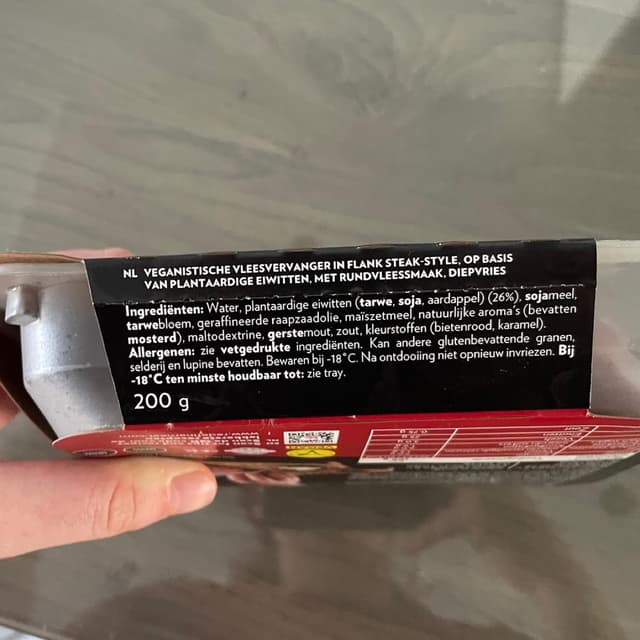 NL VEGANISTISCHE VLEESVERVANGER IN FLANK STEAK-STYLE, OP BASIS
VAN PLANTAARDIGE EIWITTEN, MET RUNDVLEESSMAAK, DIEPVRIES
Ingrediënten: Water, plantaardige eiwitten (tarwe, soja, aardappel) (26%), sojameel,
tarwebloem, geraffineerde raapzaadolie, maïszetmeel, natuurlijke aroma's (bevatten
mosterd), maltodextrine, gerstemout, zout, kleurstoffen (bietenrood, karamel).
Allergenen: zie vetgedrukte ingrediënten. Kan andere glutenbevattende granen,
selderij en lupine bevatten. Bewaren bij -18°C. Na ontdooiing niet opnieuw invriezen. Bij
-18°C ten minste houdbaar tot: zie tray.
200 g